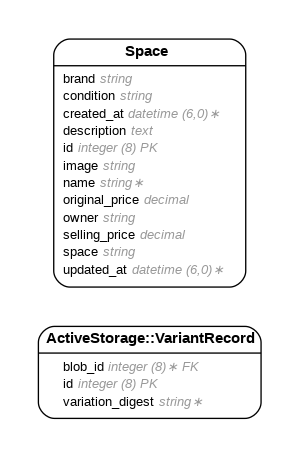 Space
brand string
condition string
created_at datetime (6,0)∗
description text
id integer (8) PK
image string
name string∗
original_price decimal
owner string
selling_price decimal
space string
updated_at datetime (6,0)∗
ActiveStorage::VariantRecord
blob_id integer (8)∗ FK
id integer (8) PK
variation_digest string∗